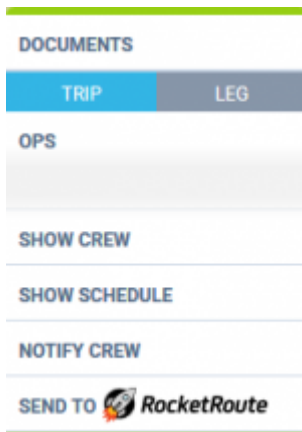 DOCUMENTS
TRIP LEG
OPS
SHOW CREW
SHOW SCHEDULE
NOTIFY CREW
SEND TO RocketRoute